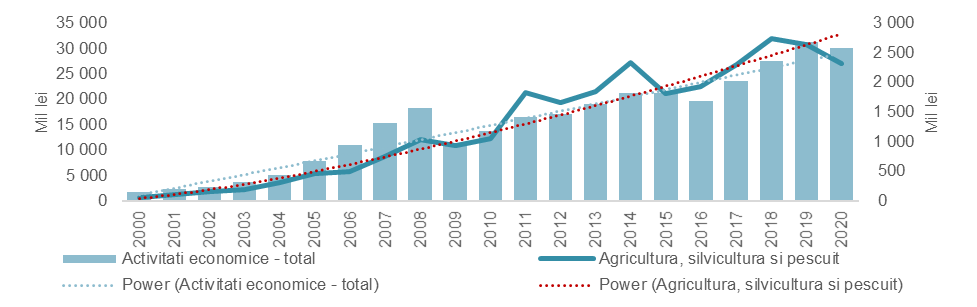 35 000
30 000
25 000
20 000
15 000
10 000
5 000
0
Mil lei
3 000
2 500
2 000
1 500
1 000
500
0
Mil lei
2000 2001 2002 2003 2004 2005 2006 2007 2008 2009 2010 2011 2012 2013 2014 2015 2016 2017 2018 2019 2020
Activitati economice - total
Agricultura, silvicultura si pescuit
Power (Activitati economice - total)
Power (Agricultura, silvicultura si pescuit)